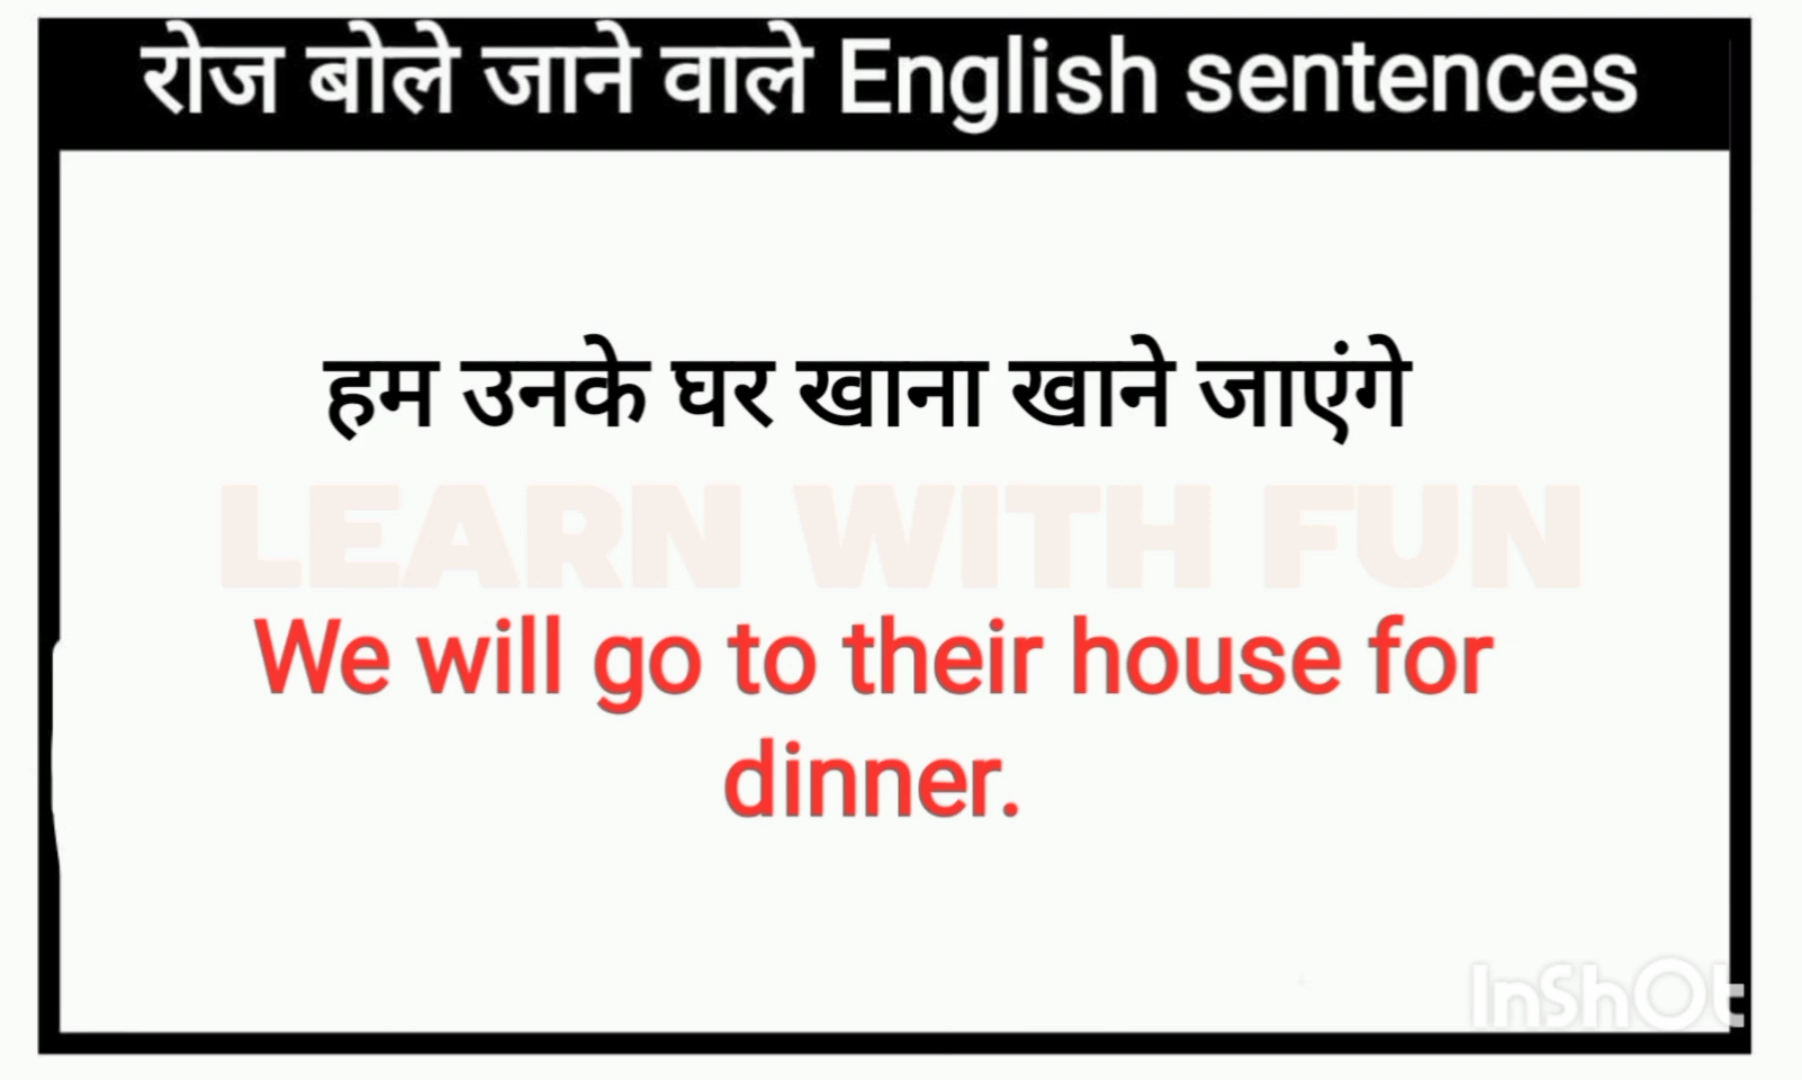 रोज बोले जाने वाले English sentences
हम उनके घर खाना खाने जाएंगे
LEARN WITH FUN
We will go to their house for
dinner.
InShOt